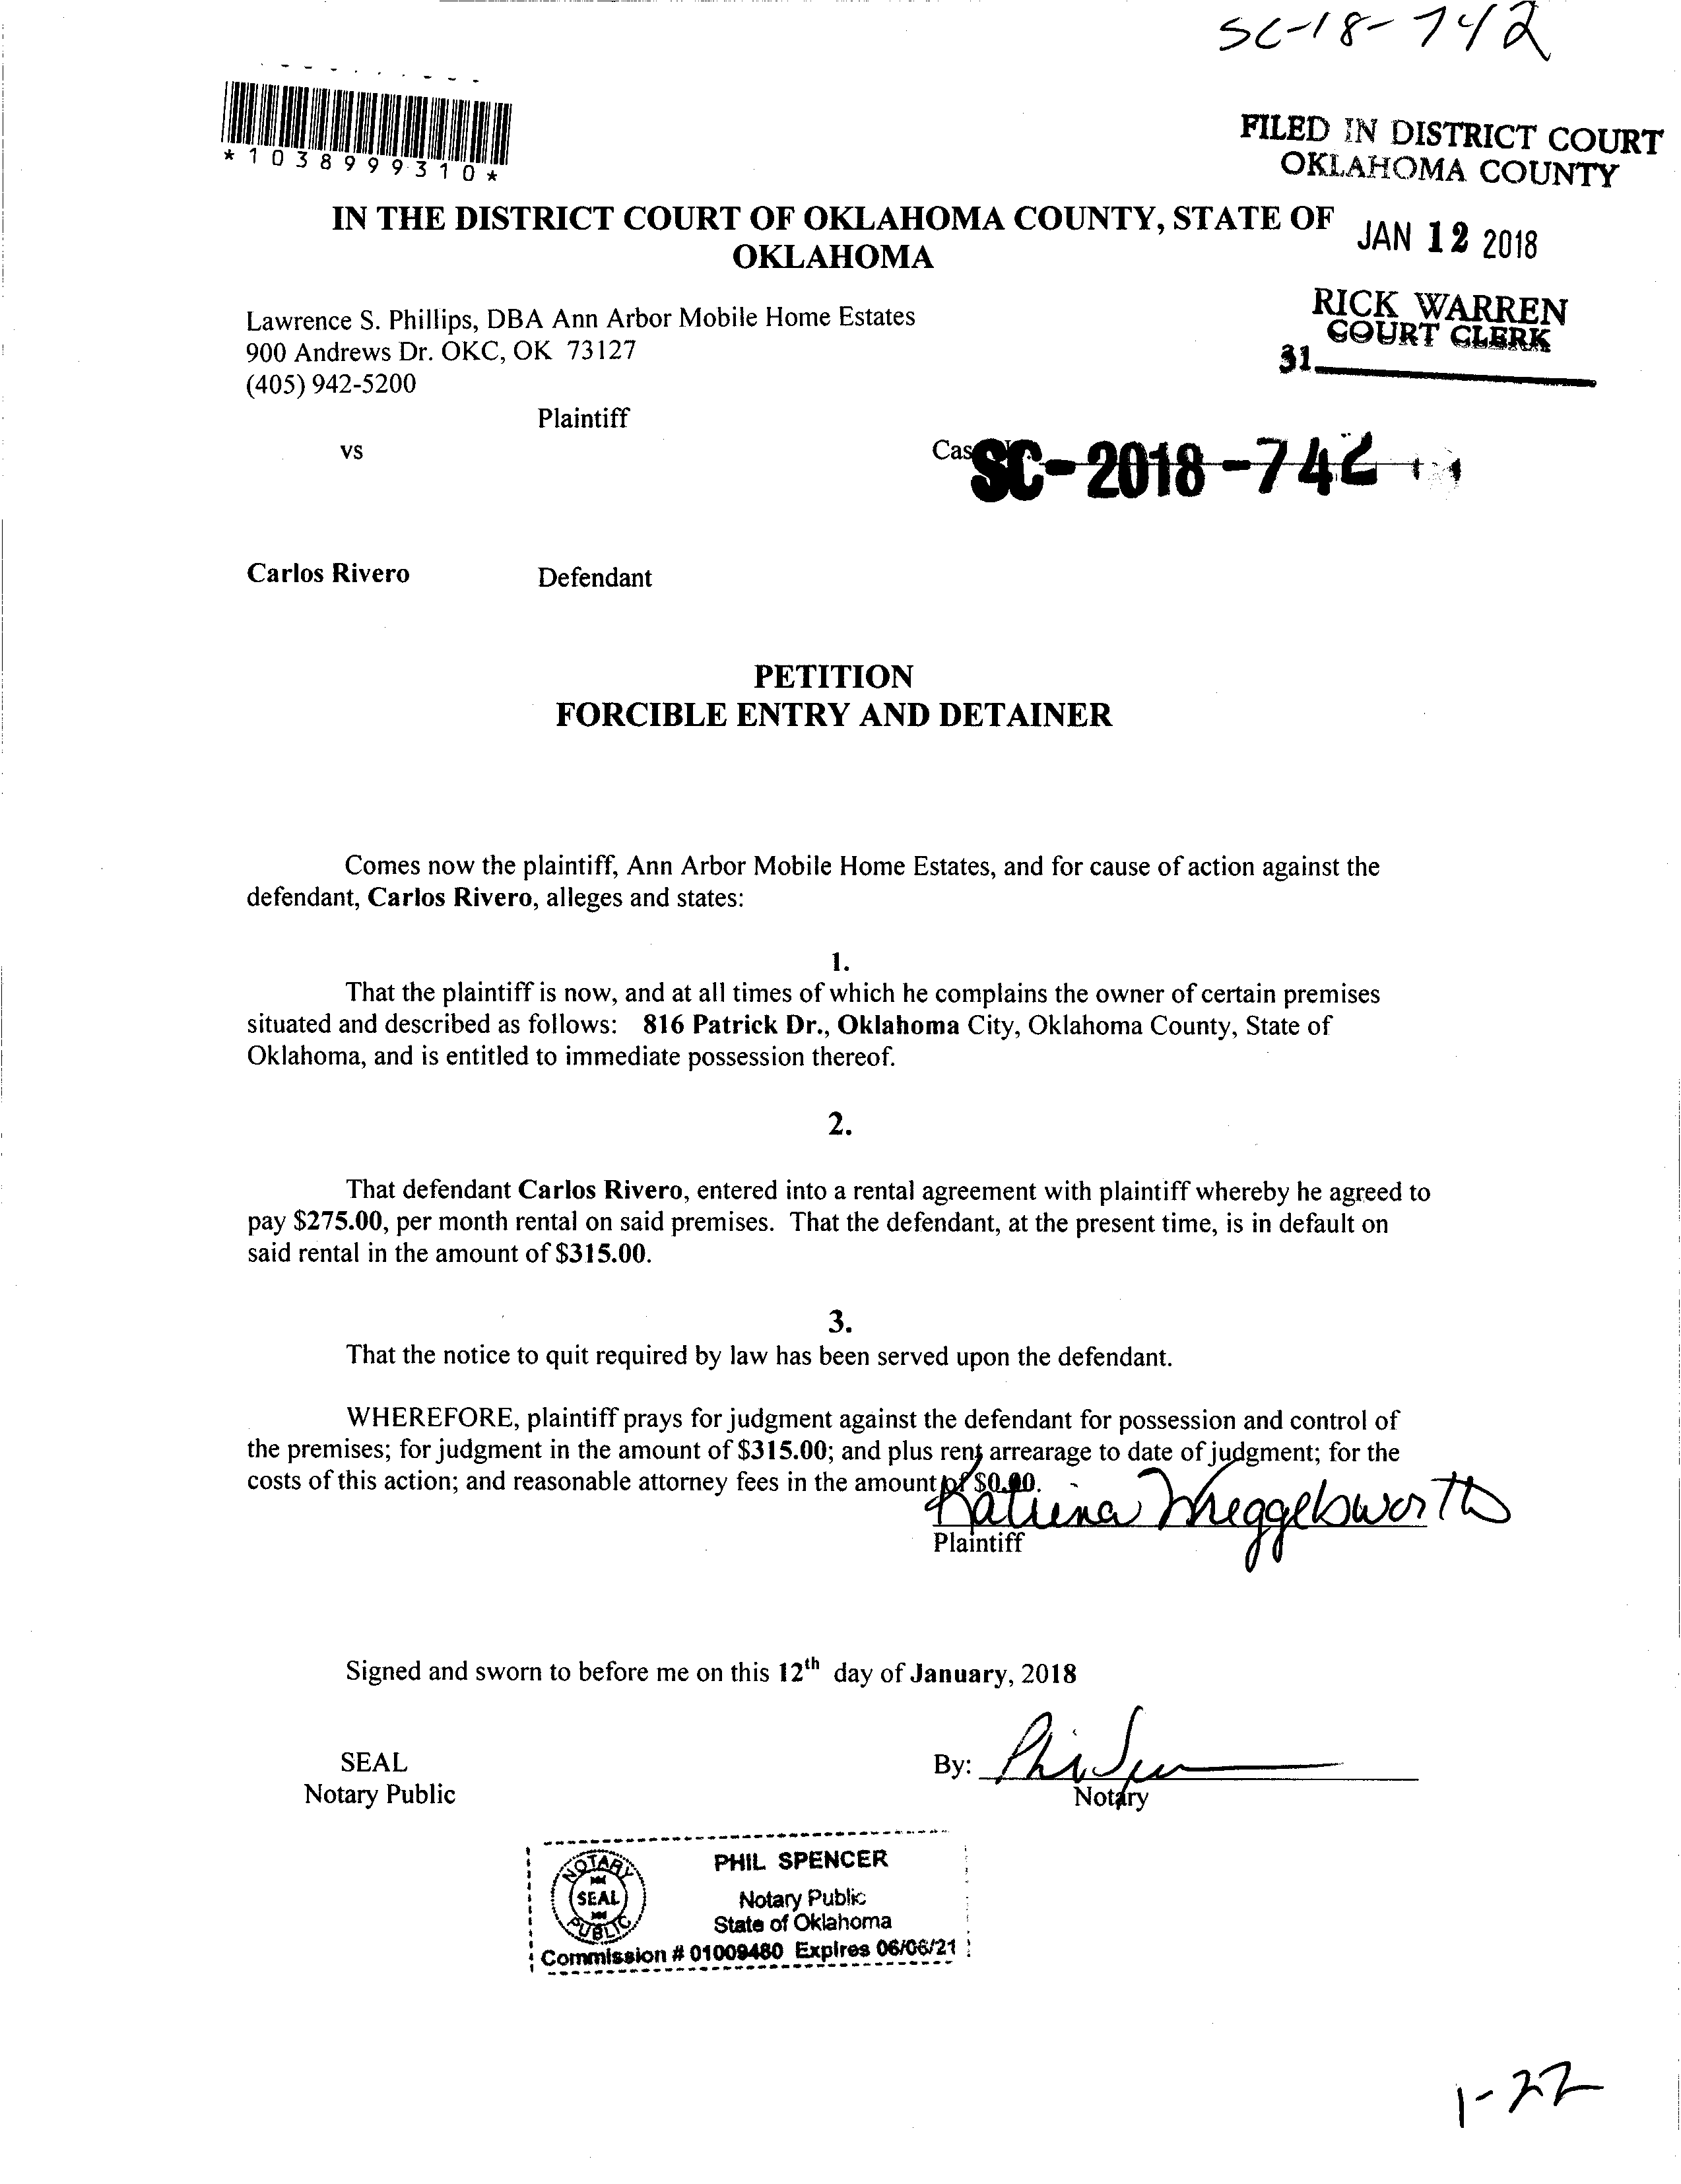 SC-18-742
*1038999310*
FILED IN DISTRICT COURT
OKLAHOMA COUNTY
IN THE DISTRICT COURT OF OKLAHOMA COUNTY, STATE OF
OKLAHOMA
JAN 12 2018
Lawrence S. Phillips, DBA Ann Arbor Mobile Home Estates
900 Andrews Dr. OKC, OK 73127
(405) 942-5200
RICK WARREN
COURT CLERK
31
Plaintiff
vs
Cas SC-2018-742
Carlos Rivero Defendant
PETITION
FORCIBLE ENTRY AND DETAINER
Comes now the plaintiff, Ann Arbor Mobile Home Estates, and for cause of action against the
defendant, Carlos Rivero, alleges and states:
1.
That the plaintiff is now, and at all times of which he complains the owner of certain premises
situated and described as follows: 816 Patrick Dr., Oklahoma City, Oklahoma County, State of
Oklahoma, and is entitled to immediate possession thereof.
2.
That defendant Carlos Rivero, entered into a rental agreement with plaintiff whereby he agreed to
pay $275.00, per month rental on said premises. That the defendant, at the present time, is in default on
said rental in the amount of $315.00.
3.
That the notice to quit required by law has been served upon the defendant.
WHEREFORE, plaintiff prays for judgment against the defendant for possession and control of
the premises; for judgment in the amount of $315.00; and plus rent arrearage to date of judgment; for the
costs of this action; and reasonable attorney fees in the amount of $0.00.
Katrina
Plaintiff
Signed and sworn to before me on this 12th day of January, 2018
SEAL
Notary Public
By:
Notary
NOTARY
SEAL
PUBLIC
PHIL SPENCER
Notary Public
State of Oklahoma
Commission # 01009480 Expires 06/06/21
1-22